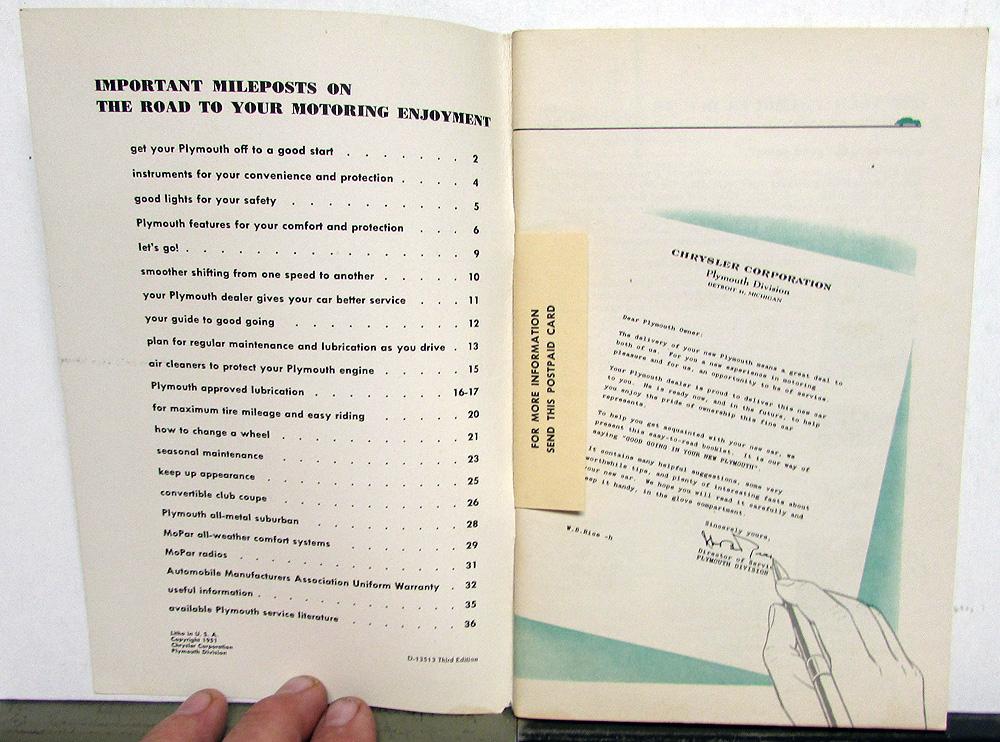 IMPORTANT MILEPOSTS ON
THE ROAD TO YOUR MOTORING ENJOYMENT
get your Plymouth off to a good start . . . . . . 2
instruments for your convenience and protection . . . . 4
good lights for your safety . . . . . . . . . 5
Plymouth features for your comfort and protection . . . 6
let's go! . . . . . . . . . . . . . . 9
smoother shifting from one speed to another . . . . 10
your Plymouth dealer gives your car better service . . . 11
your guide to good going . . . . . . . . . 12
plan for regular maintenance and lubrication as you drive . 13
air cleaners to protect your Plymouth engine . . . . 15
Plymouth approved lubrication . . . . . . . 16-17
for maximum tire mileage and easy riding . . . . . 20
how to change a wheel . . . . . . . . . 21
seasonal maintenance . . . . . . . . . . 23
keep up appearance . . . . . . . . . . 25
convertible club coupe . . . . . . . . . 26
Plymouth all-metal suburban . . . . . . . . 28
MoPar all-weather comfort systems . . . . . . 29
MoPar radios . . . . . . . . . . . 31
Automobile Manufacturers Association Uniform Warranty . 32
useful information . . . . . . . . . . 35
available Plymouth service literature . . . . . . 36
Litho in U. S. A.
Copyright 1951
Chrysler Corporation
Plymouth Division
D-13513 Third Edition
FOR MORE INFORMATION
SEND THIS POSTPAID CARD
CHRYSLER CORPORATION
Plymouth Division
DETROIT 31, MICHIGAN
Dear Plymouth Owner:
The delivery of your new Plymouth means a great deal to
both of us. For you a new experience in motoring
pleasure and for us, an opportunity to be of service.
Your Plymouth dealer is proud to deliver this new car
to you. He is ready now, and in the future, to help
you enjoy the pride of ownership this fine car
represents.
To help you get acquainted with your new car, we
present this easy-to-read booklet. It is our way of
saying "GOOD GOING IN YOUR NEW PLYMOUTH".
It contains many helpful suggestions, some very
worthwhile tips, and plenty of interesting facts about
your new car. We hope you will read it carefully and
keep it handy, in the glove compartment.
Sincerely yours,
W.B.Rice -h
Director of Service
PLYMOUTH DIVISION